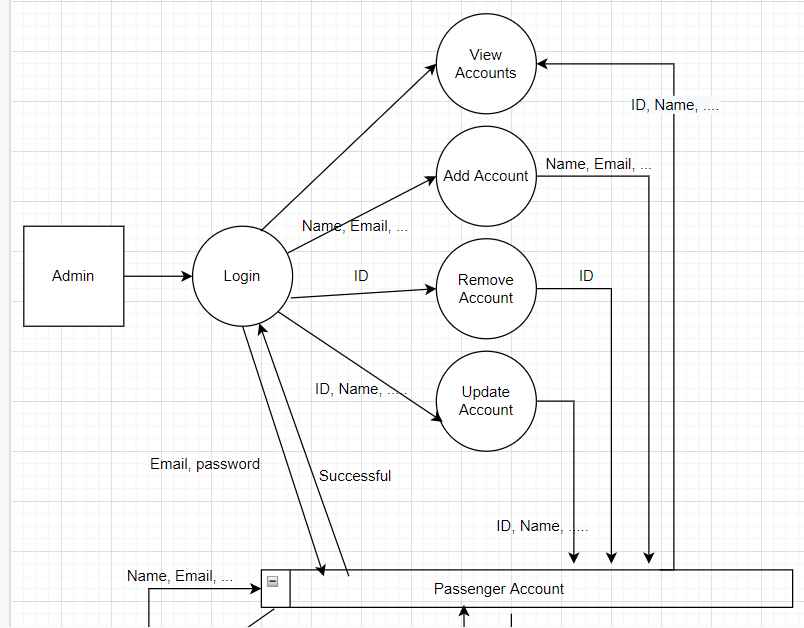 View
Accounts
ID, Name, ....
Name, Email, ...
Add Account
Name, Email, ...
Admin
Login
ID
Remove
Account
ID
ID, Name, .....
Update
Account
Email, password
Successful
ID, Name, .....
Name, Email, ...
Passenger Account